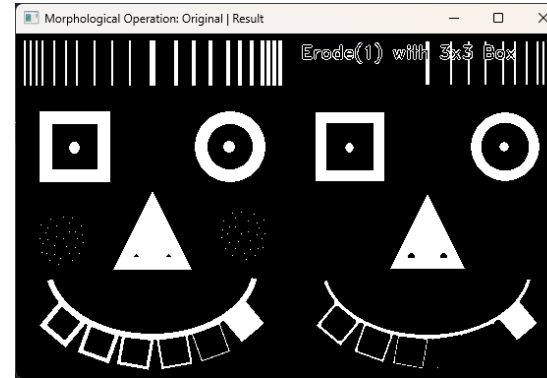 Morphological Operation: Original | Result
Erode(1) with 3x3 Box